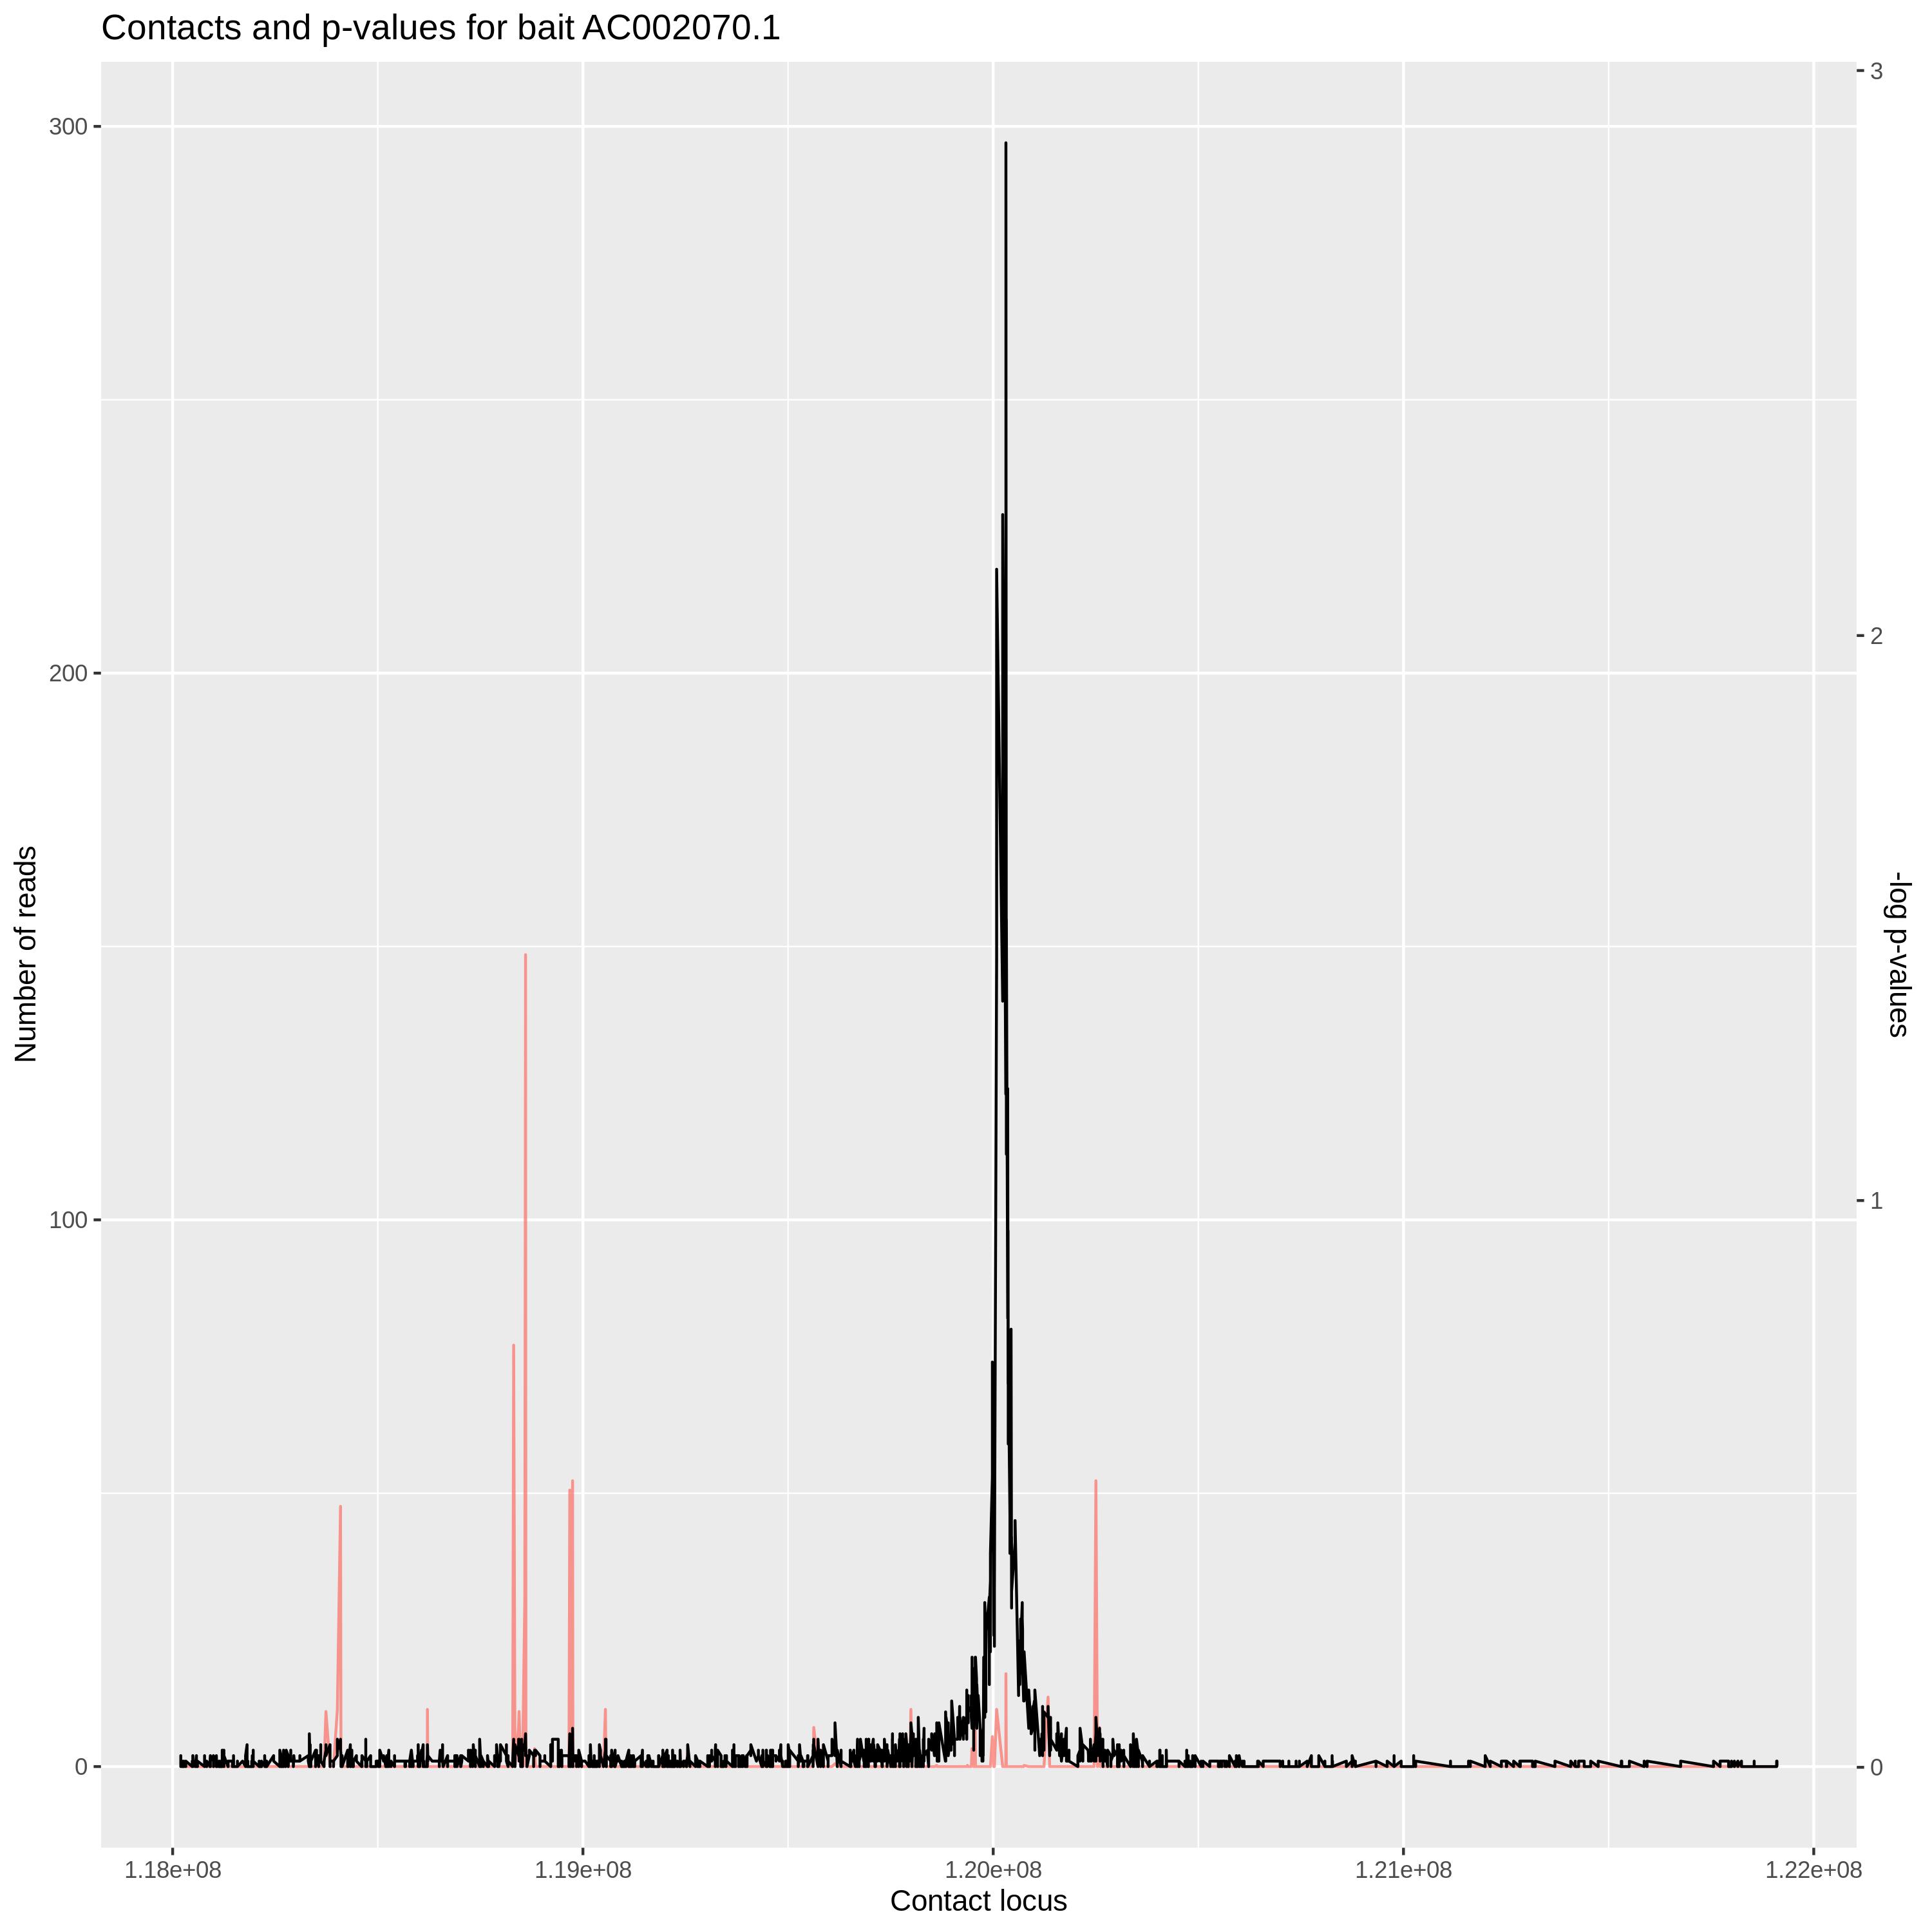 Contacts and p-values for bait AC002070.1
Number of reads
300
200
100
0
3
2
1
0
-log p-values
1.18e+08
1.19e+08
1.20e+08
1.21e+08
1.22e+08
Contact locus